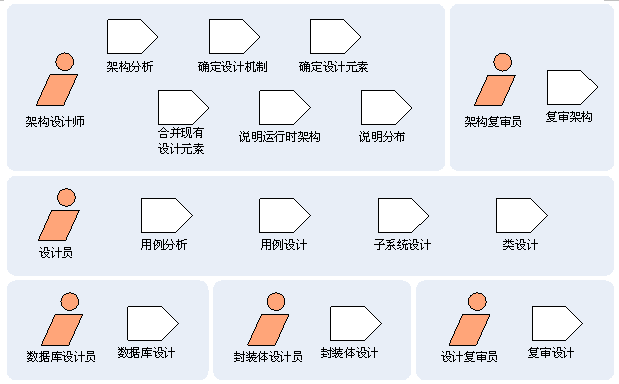 架构分析
确定设计机制
确定设计元素
架构设计师
合并现有
设计元素
说明运行时架构
说明分布
架构复审员
复审架构
设计员
用例分析
用例设计
子系统设计
类设计
数据库设计员
数据库设计
封装体设计员
封装体设计
设计复审员
复审设计